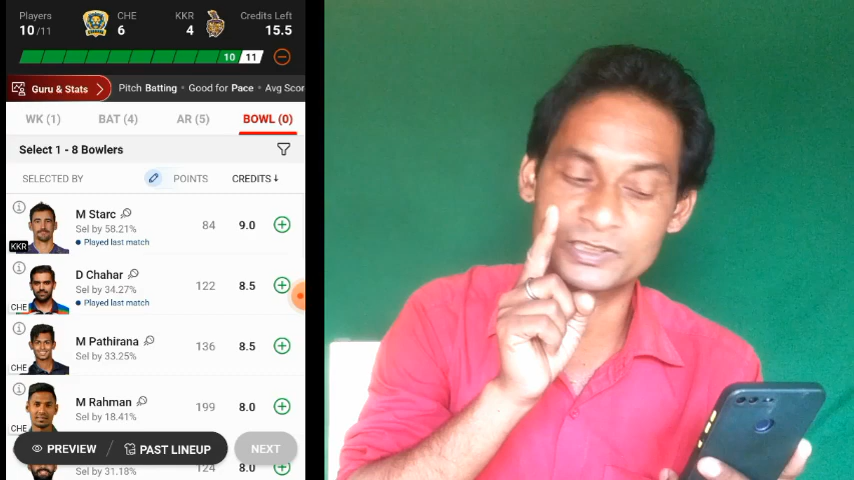 Players CHE KKR Credits Left
10/11 6 4 15.5
10 11
Guru & Stats Pitch Batting • Good for Pace • Avg Scor
WK (1) BAT (4) AR (5) BOWL (0)
Select 1 - 8 Bowlers
SELECTED BY POINTS CREDITS↓
M Starc 84 9.0
Sel by 58.21%
• Played last match
KKR
D Chahar 122 8.5
Sel by 34.27%
• Played last match
CHE
M Pathirana 136 8.5
Sel by 33.25%
CHE
M Rahman 199 8.0
Sel by 18.41%
CHE
PREVIEW / PAST LINEUP NEXT
Sel by 31.18% 124 8.0